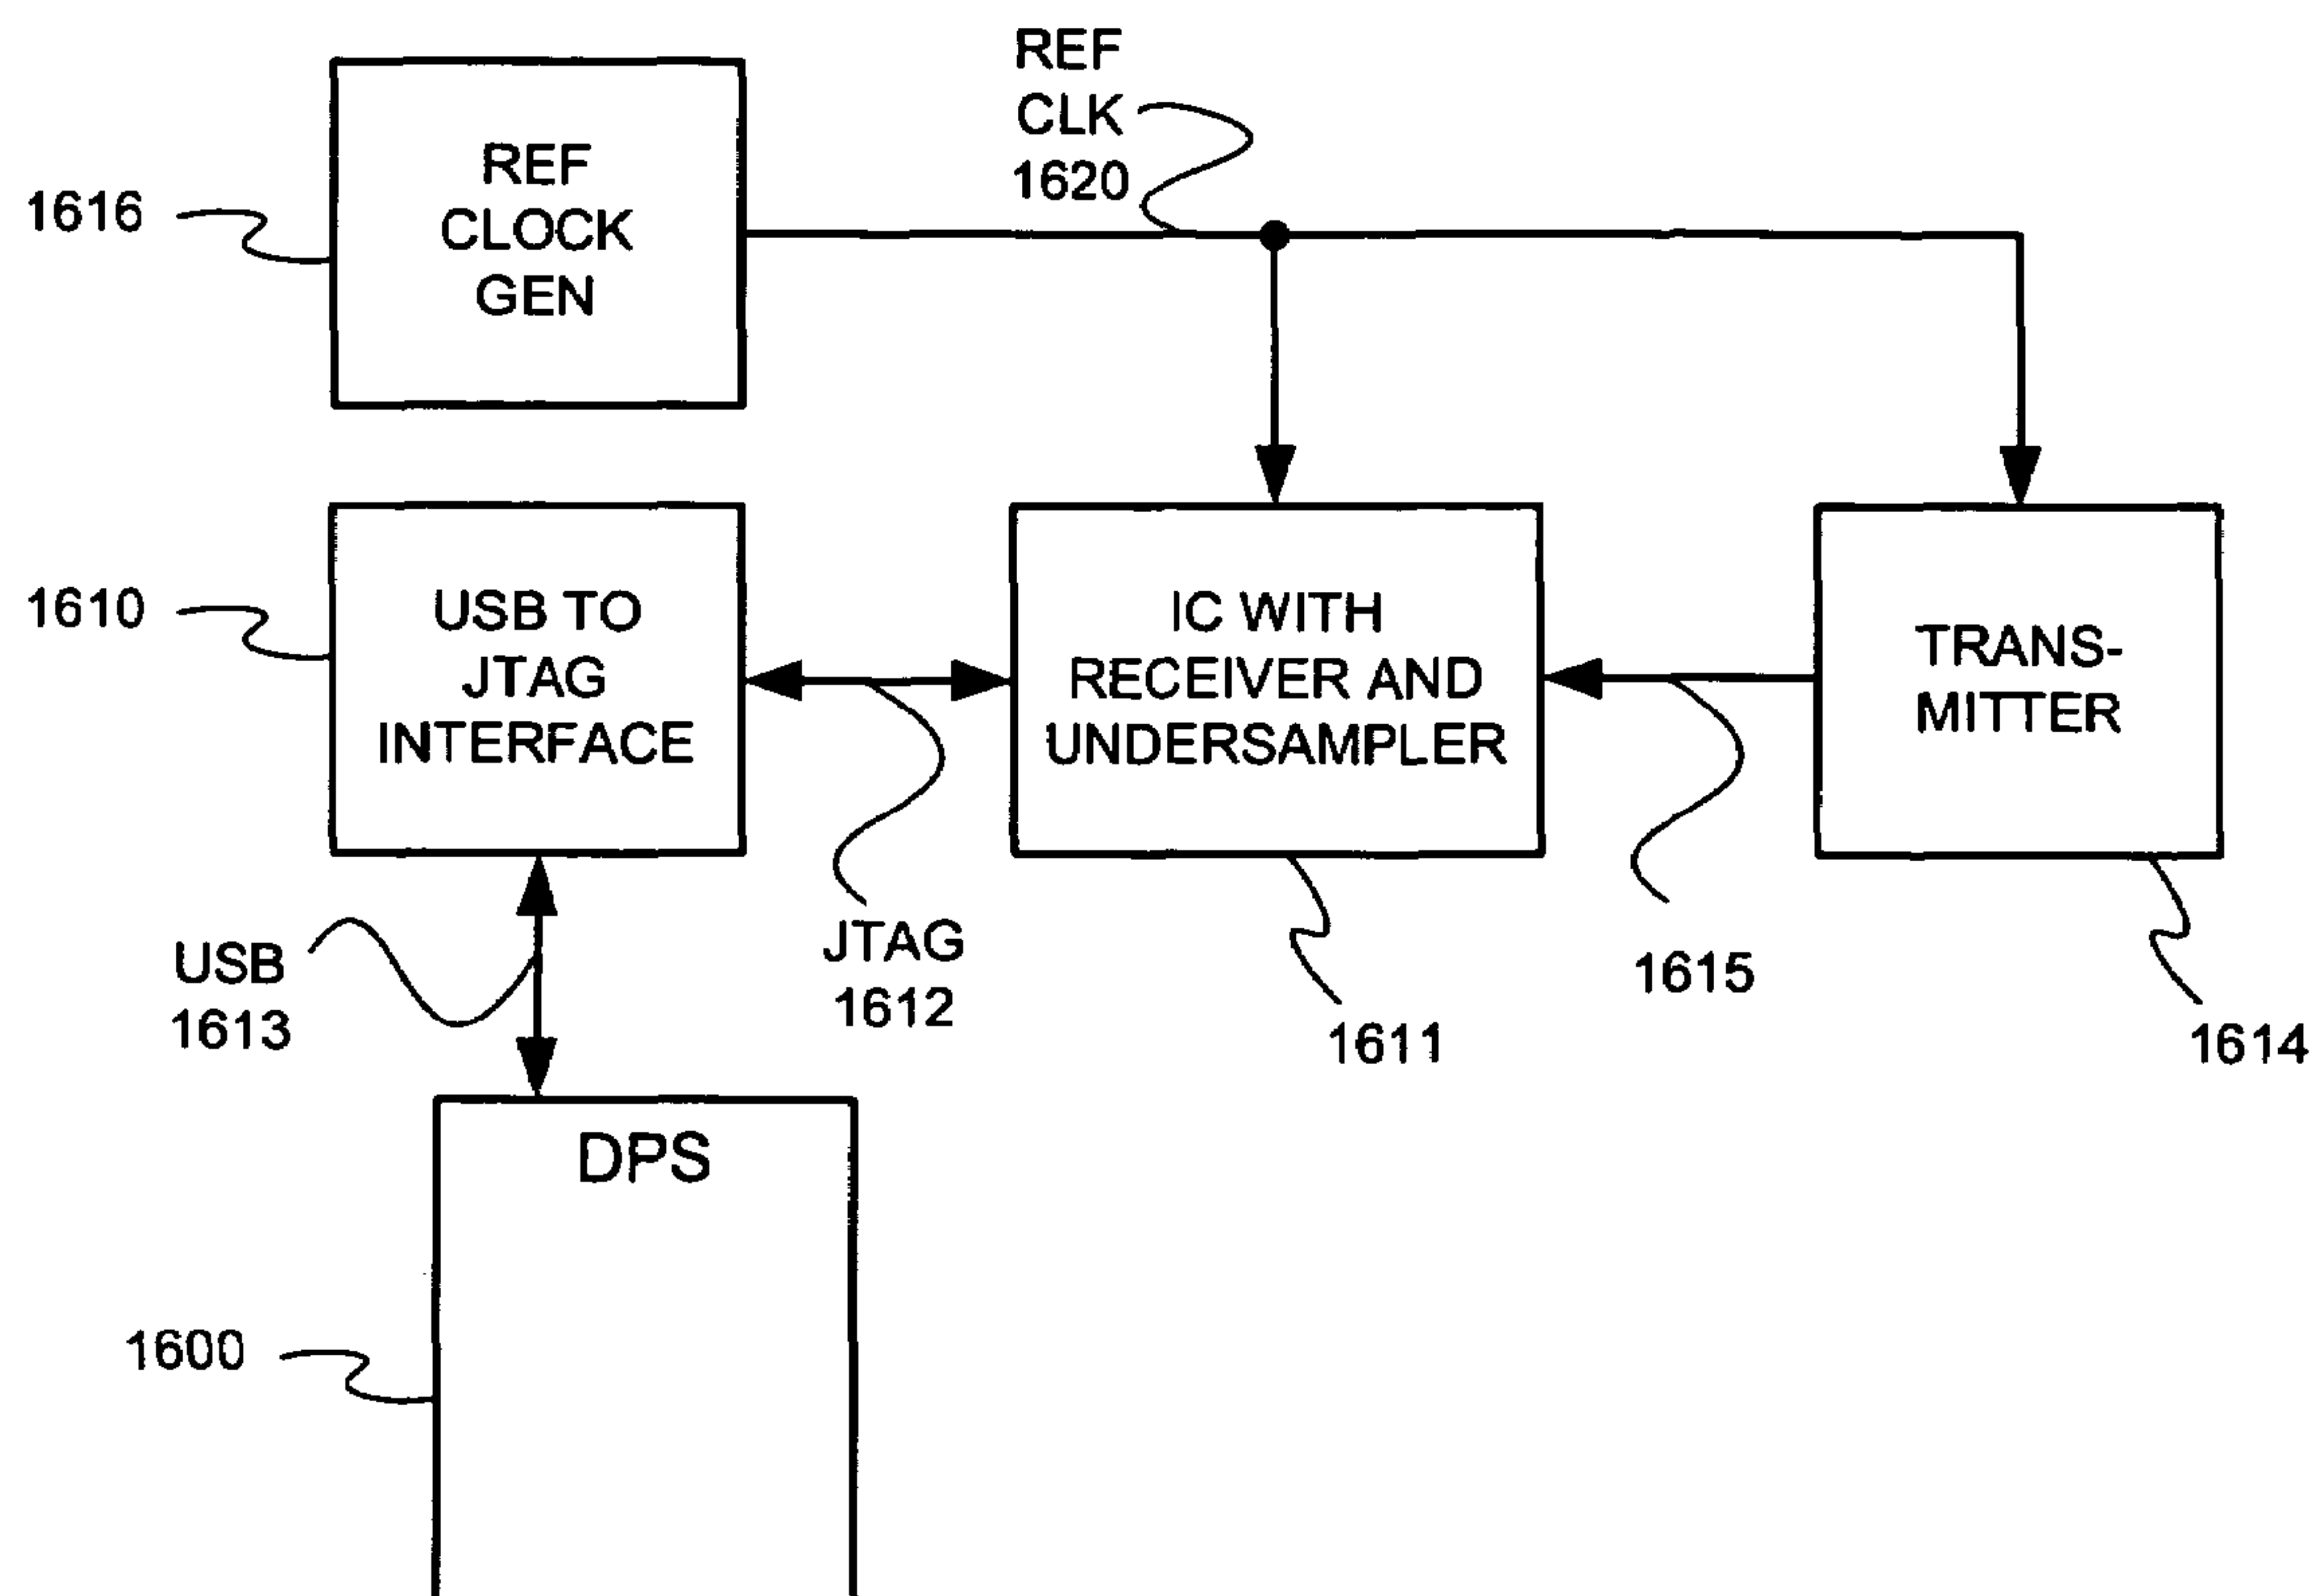 REF
CLK
1620
1616
REF
CLOCK
GEN
1610
USB TO
JTAG
INTERFACE
IC WITH
RECEIVER AND
UNDERSAMPLER
TRANS-
MITTER
USB
1613
JTAG
1612
1611
1615
1614
DPS
1600